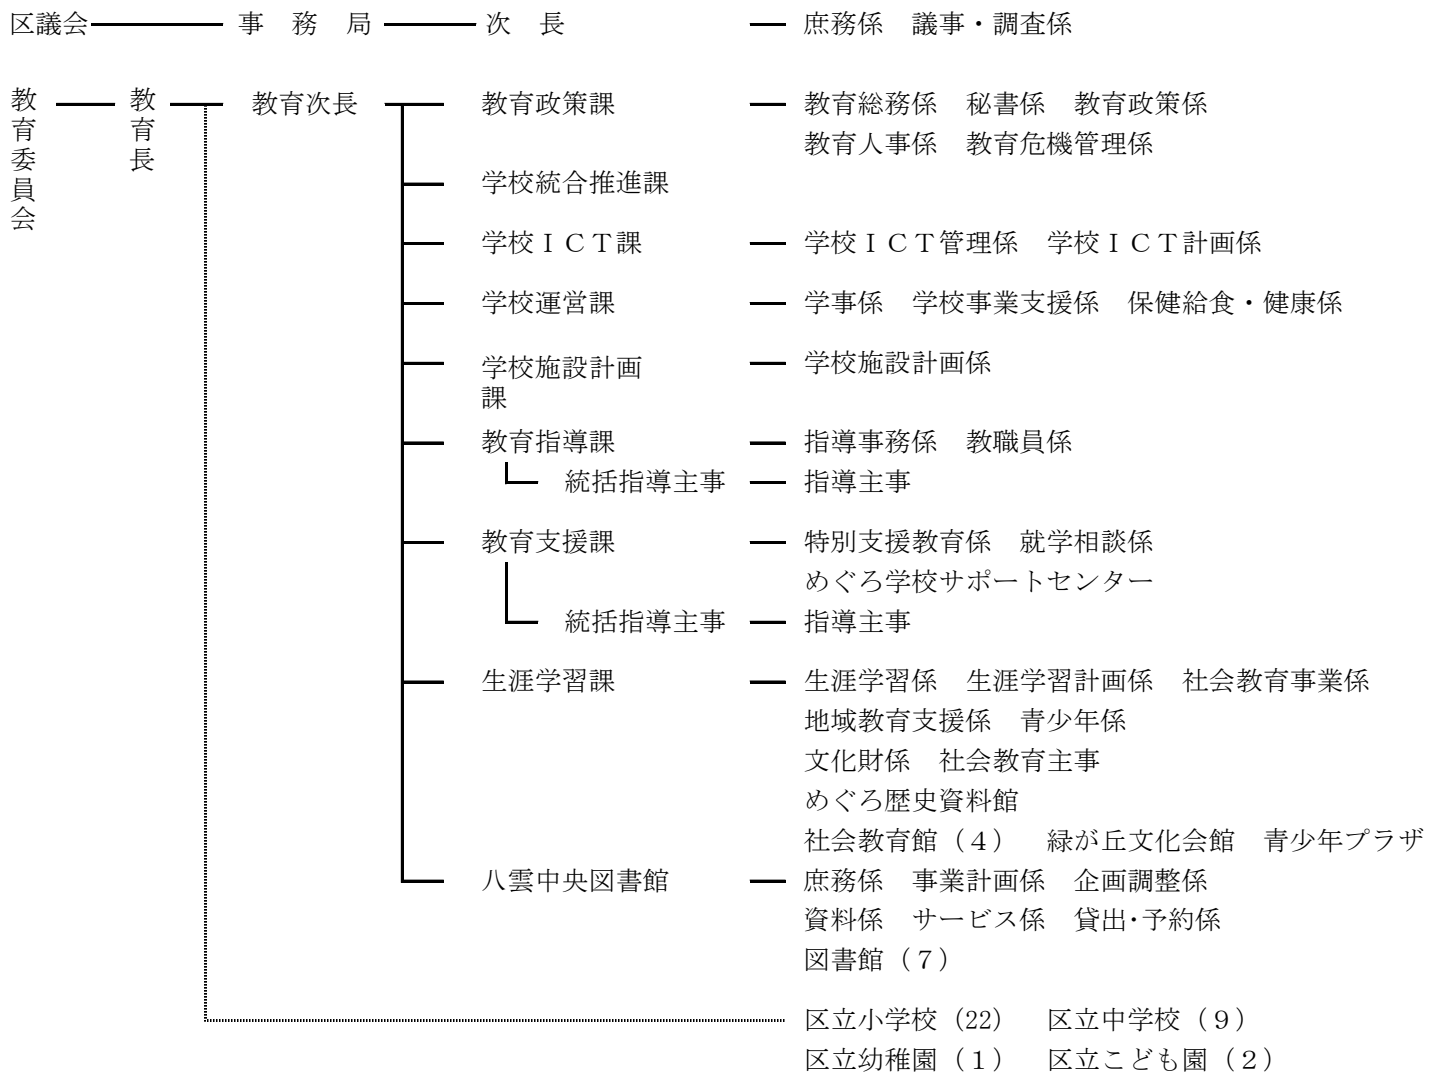 区議会 事務局 次長 庶務係 議事・調査係
教育委員会 教育長 教育次長 教育政策課 教育総務係 秘書係 教育政策係
教育人事係 教育危機管理係
学校統合推進課
学校ICT課 学校ICT管理係 学校ICT計画係
学校運営課 学事係 学校事業支援係 保健給食・健康係
学校施設計画 学校施設計画係
課
教育指導課 指導事務係 教職員係
統括指導主事 指導主事
教育支援課 特別支援教育係 就学相談係
めぐろ学校サポートセンター
統括指導主事 指導主事
生涯学習課 生涯学習係 生涯学習計画係 社会教育事業係
地域教育支援係 青少年係
文化財係 社会教育主事
めぐろ歴史資料館
社会教育館(4) 緑が丘文化会館 青少年プラザ
八雲中央図書館 庶務係 事業計画係 企画調整係
資料係 サービス係 貸出・予約係
図書館(7)
区立小学校(22) 区立中学校(9)
区立幼稚園(1) 区立こども園(2)